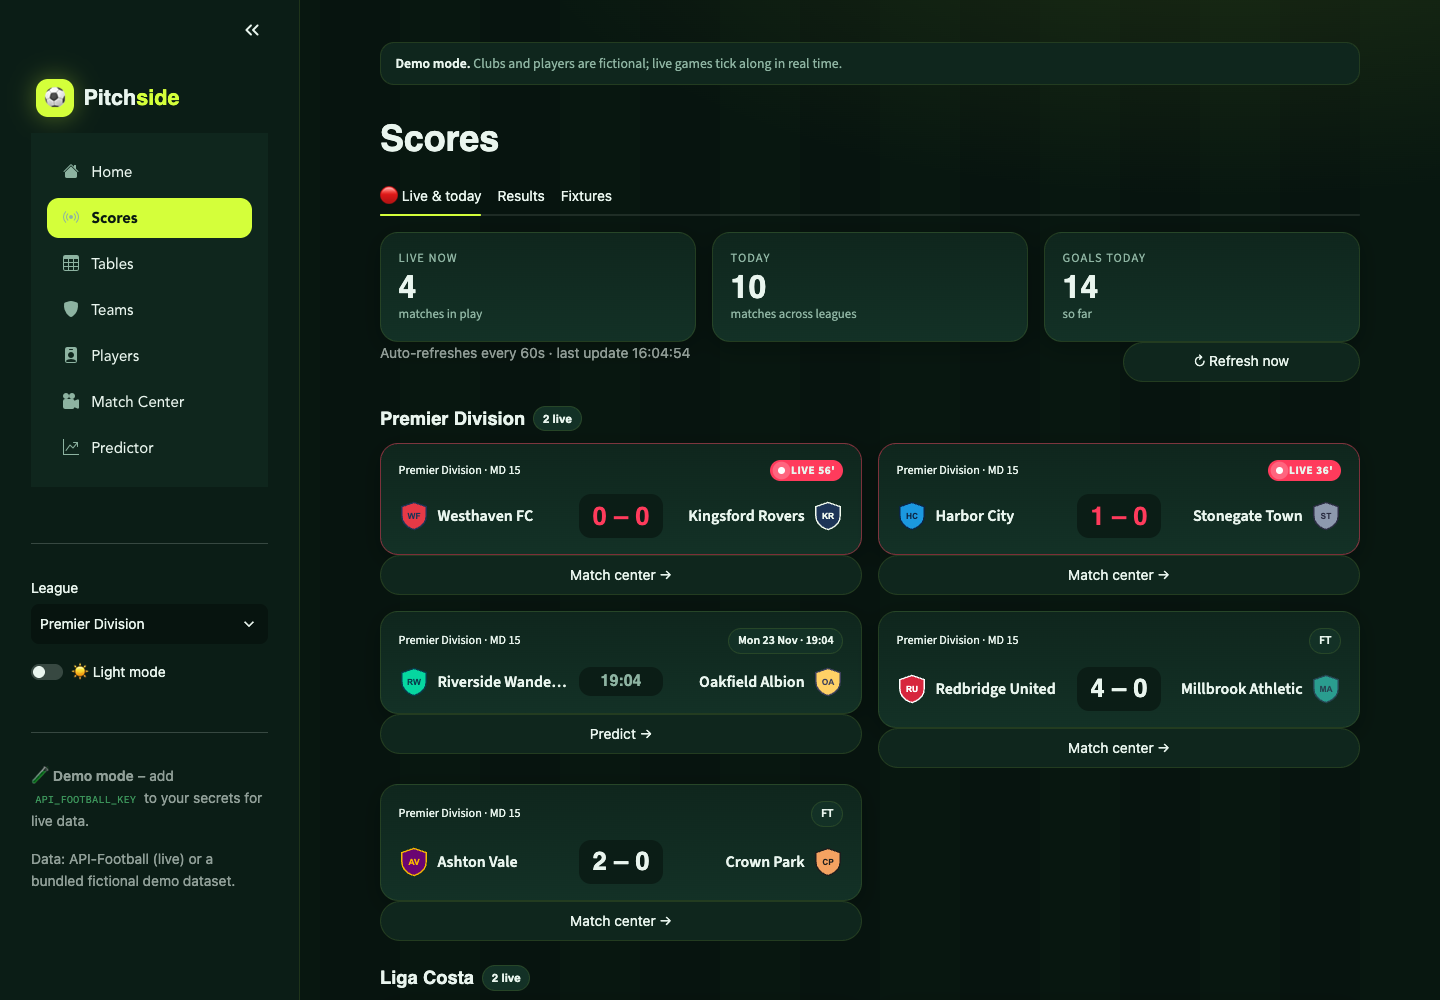 Pitchside
Home
Scores
Tables
Teams
Players
Match Center
Predictor
League
Premier Division
Light mode
Demo mode – add
API_FOOTBALL_KEY to your secrets for
live data.
Data: API-Football (live) or a
bundled fictional demo dataset.
Demo mode. Clubs and players are fictional; live games tick along in real time.
Scores
Live & today Results Fixtures
LIVE NOW
4
matches in play
TODAY
10
matches across leagues
GOALS TODAY
14
so far
Auto-refreshes every 60s · last update 16:04:54
↻ Refresh now
Premier Division 2 live
Premier Division · MD 15 LIVE 56'
WF Westhaven FC 0 – 0 Kingsford Rovers KR
Match center →
Premier Division · MD 15 LIVE 36'
HC Harbor City 1 – 0 Stonegate Town ST
Match center →
Premier Division · MD 15 Mon 23 Nov · 19:04
RW Riverside Wande... 19:04 Oakfield Albion OA
Predict →
Premier Division · MD 15 FT
RU Redbridge United 4 – 0 Millbrook Athletic MA
Match center →
Premier Division · MD 15 FT
AV Ashton Vale 2 – 0 Crown Park CP
Match center →
Liga Costa 2 live